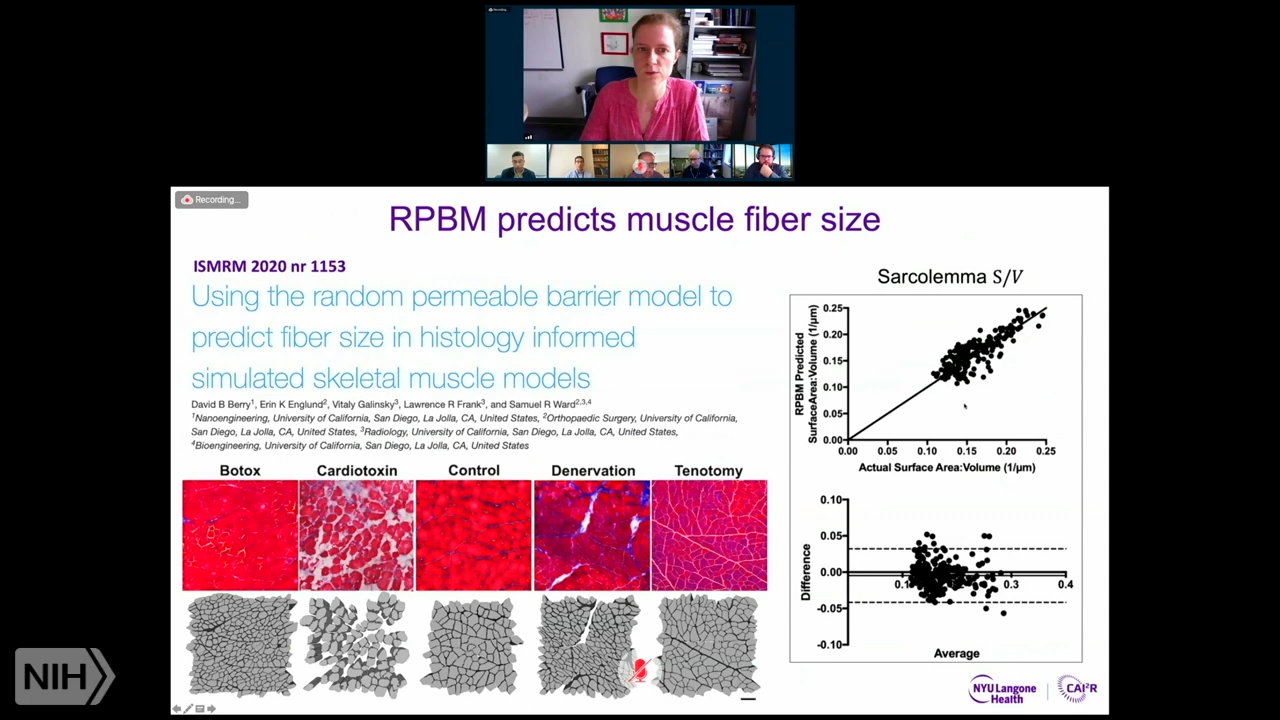 Recording...
RPBM predicts muscle fiber size
ISMRM 2020 nr 1153
Using the random permeable barrier model to
predict fiber size in histology informed
simulated skeletal muscle models
David B Berry1, Erin K Englund2, Vitaly Galinsky3, Lawrence R Frank3, and Samuel R Ward2,3,4
1Nanoengineering, University of California, San Diego, La Jolla, CA, United States, 2Orthopaedic Surgery, University of California,
San Diego, La Jolla, CA, United States, 3Radiology, University of California, San Diego, La Jolla, CA, United States,
4Bioengineering, University of California, San Diego, La Jolla, CA, United States
Botox Cardiotoxin Control Denervation Tenotomy
Sarcolemma S/V
RPBM Predicted
SurfaceArea:Volume (1/µm)
0.25
0.20
0.15
0.10
0.05
0.00
0.00 0.05 0.10 0.15 0.20 0.25
Actual Surface Area:Volume (1/µm)
Difference
0.10
0.05
0.00
-0.05
-0.10
0.1 0.3 0.4
Average
NIH
NYU Langone
Health
CAI2R